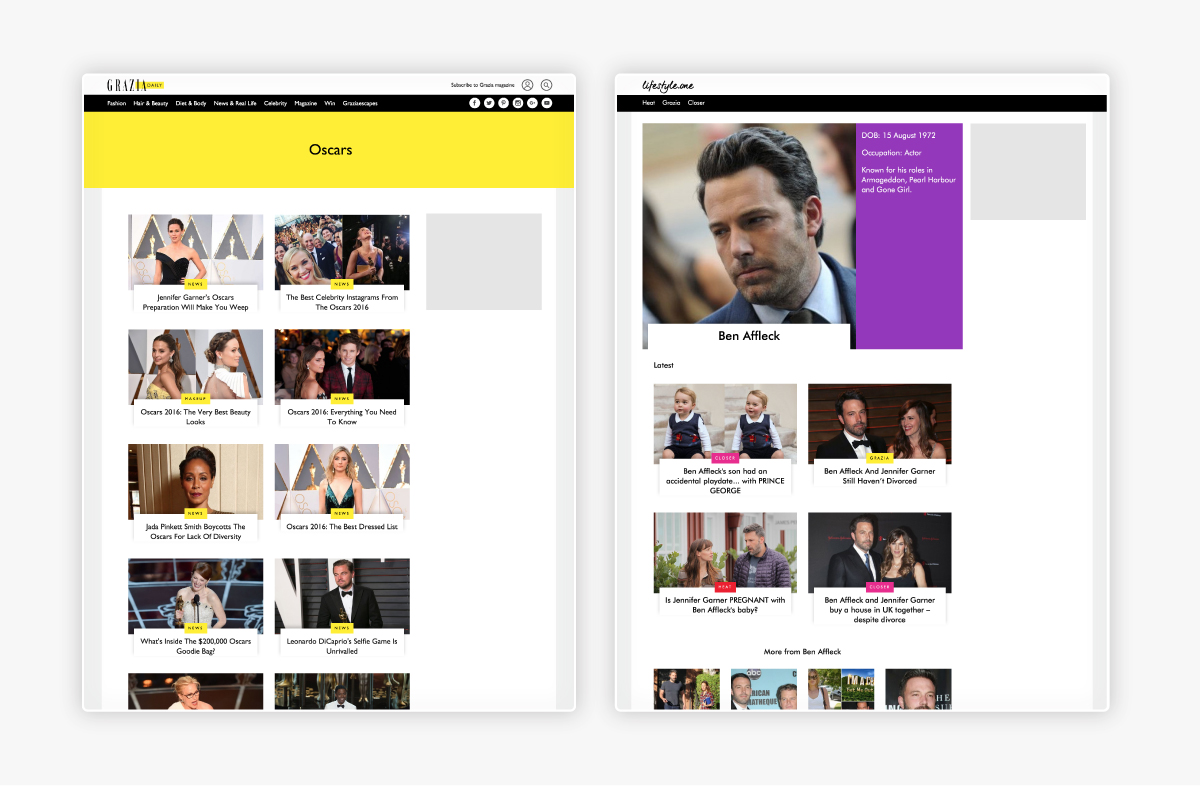 GRAZIA DAILY
Subscribe to Grazia magazine
Fashion Hair & Beauty Diet & Body News & Real Life Celebrity Magazine Win Graziaescapes
Oscars
NEWS
Jennifer Garner's Oscars
Preparation Will Make You Weep
NEWS
The Best Celebrity Instagrams From
The Oscars 2016
MAKEUP
Oscars 2016: The Very Best Beauty
Looks
NEWS
Oscars 2016: Everything You Need
To Know
NEWS
Jada Pinkett Smith Boycotts The
Oscars For Lack Of Diversity
NEWS
Oscars 2016: The Best Dressed List
NEWS
What's Inside The $200,000 Oscars
Goodie Bag?
NEWS
Leonardo DiCaprio's Selfie Game Is
Unrivalled
lifestyle.one
Heat Grazia Closer
DOB: 15 August 1972
Occupation: Actor
Known for his roles in
Armageddon, Pearl Harbour
and Gone Girl.
Ben Affleck
Latest
CLOSER
Ben Affleck's son had an
accidental playdate... with PRINCE
GEORGE
GRAZIA
Ben Affleck And Jennifer Garner
Still Haven't Divorced
HEAT
Is Jennifer Garner PREGNANT with
Ben Affleck's baby?
CLOSER
Ben Affleck and Jennifer Garner
buy a house in UK together –
despite divorce
More from Ben Affleck
abc